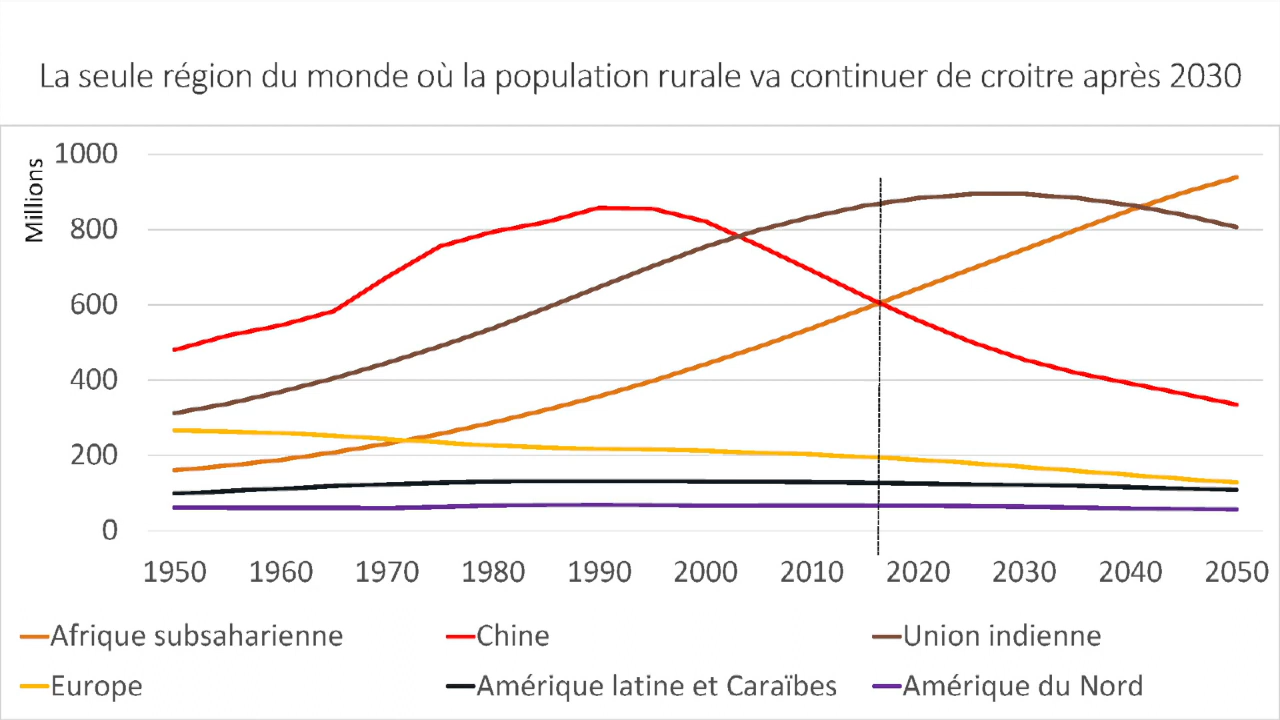 La seule région du monde où la population rurale va continuer de croitre après 2030
Millions
1000
800
600
400
200
0
1950 1960 1970 1980 1990 2000 2010 2020 2030 2040 2050
Afrique subsaharienne Chine Union indienne
Europe Amérique latine et Caraïbes Amérique du Nord